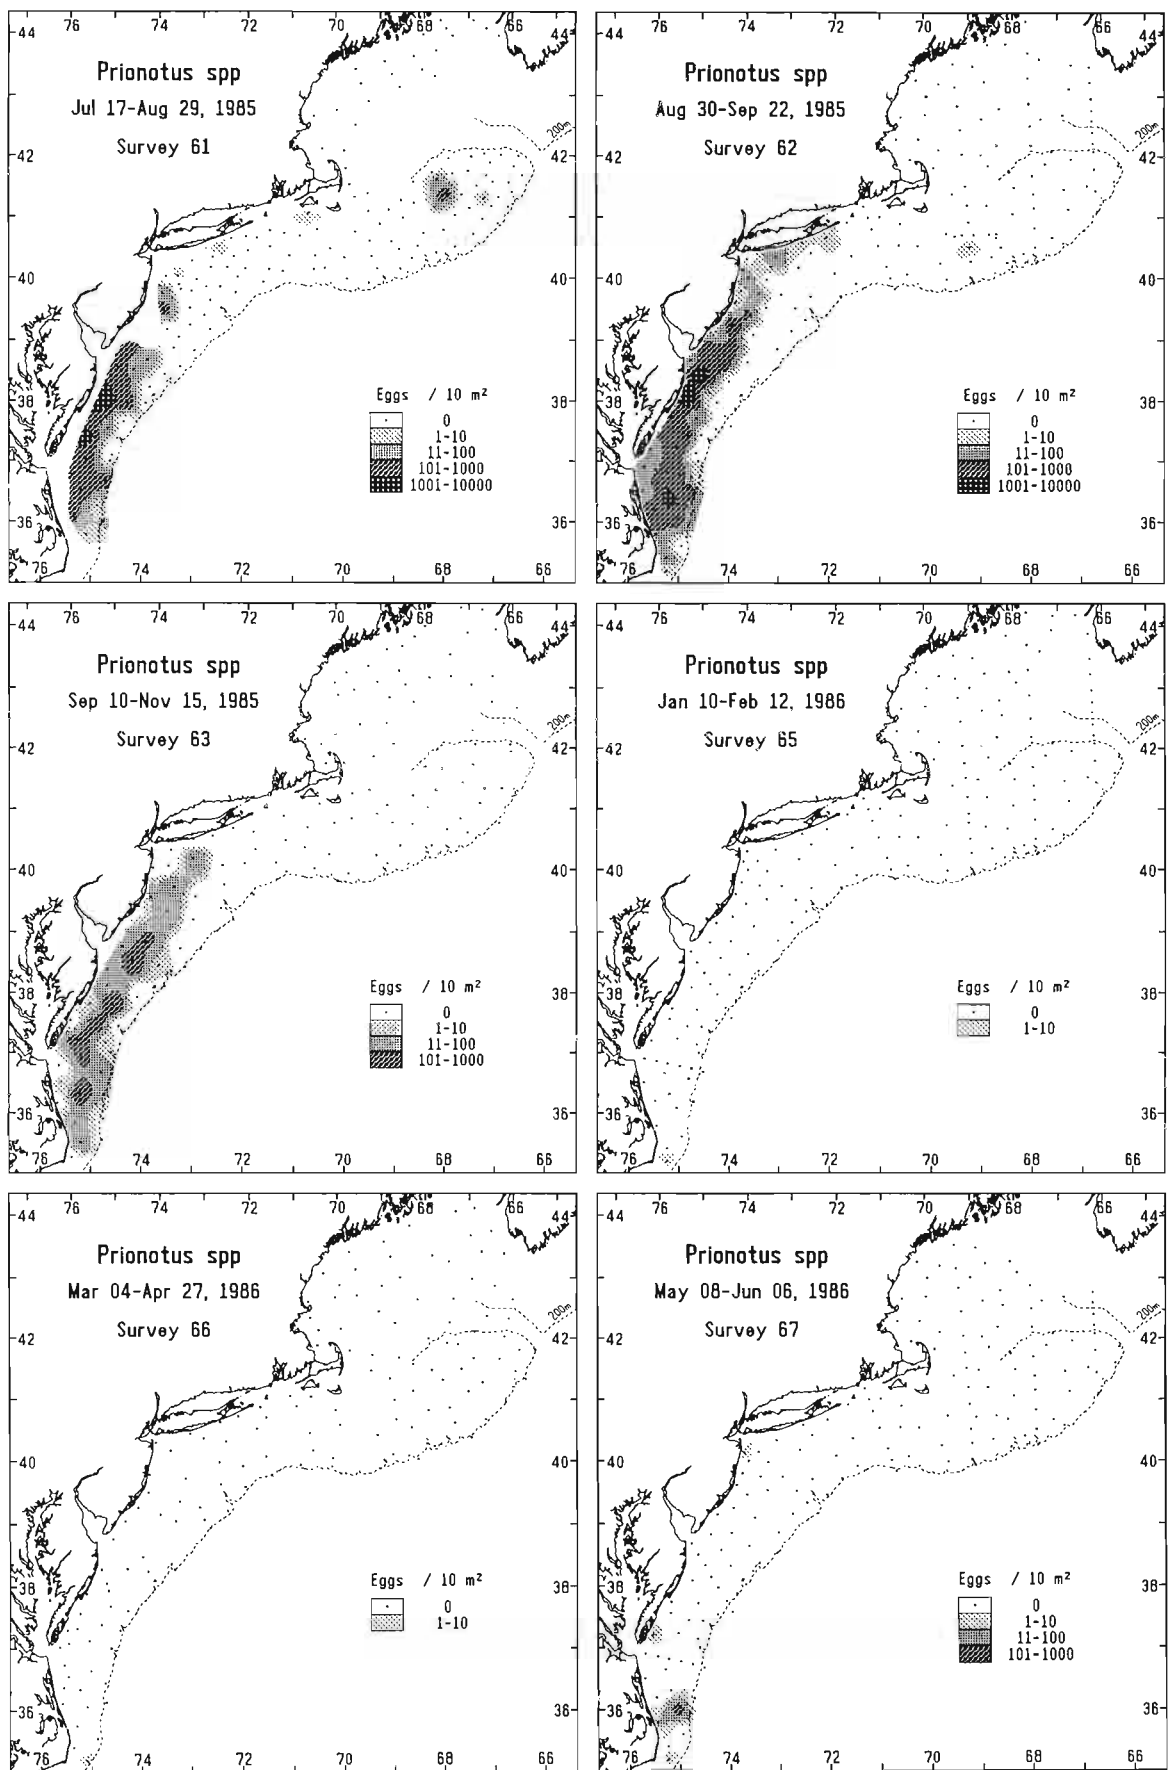 76 74 72 70 68 66
44 44
Prionotus spp
Jul 17-Aug 29, 1985
Survey 61
200m
42 42
40 40
Eggs / 10 m²
0
1-10
11-100
101-1000
1001-10000
38 38
36 36
76 74 72 70 68 66
76 74 72 70 68 66
44 44
Prionotus spp
Aug 30-Sep 22, 1985
Survey 62
200m
42 42
40 40
Eggs / 10 m²
0
1-10
11-100
101-1000
1001-10000
38 38
36 36
76 74 72 70 68 66
76 74 72 70 68 66
44 44
Prionotus spp
Sep 10-Nov 15, 1985
Survey 63
200m
42 42
40 40
Eggs / 10 m²
0
1-10
11-100
101-1000
38 38
36 36
76 74 72 70 68 66
76 74 72 70 68 66
44 44
Prionotus spp
Jan 10-Feb 12, 1986
Survey 65
200m
42 42
40 40
Eggs / 10 m²
0
1-10
38 38
36 36
76 74 72 70 68 66
76 74 72 70 68 66
44 44
Prionotus spp
Mar 04-Apr 27, 1986
Survey 66
200m
42 42
40 40
Eggs / 10 m²
0
1-10
38 38
36 36
76 74 72 70 68 66
76 74 72 70 68 66
44 44
Prionotus spp
May 08-Jun 06, 1986
Survey 67
200m
42 42
40 40
Eggs / 10 m²
0
1-10
11-100
101-1000
38 38
36 36
76 74 72 70 68 66